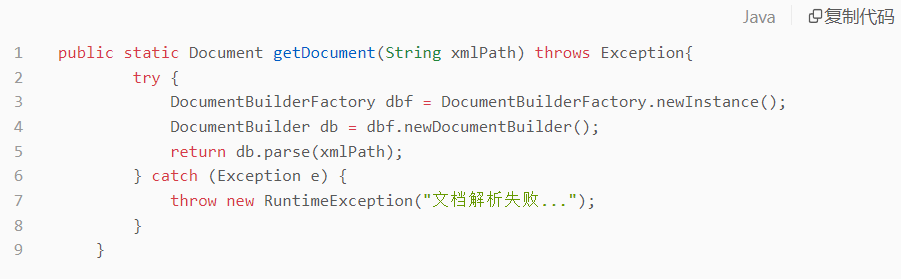 Java 复制代码
1 public static Document getDocument(String xmlPath) throws Exception{
2 try {
3 DocumentBuilderFactory dbf = DocumentBuilderFactory.newInstance();
4 DocumentBuilder db = dbf.newDocumentBuilder();
5 return db.parse(xmlPath);
6 } catch (Exception e) {
7 throw new RuntimeException("文档解析失败...");
8 }
9 }